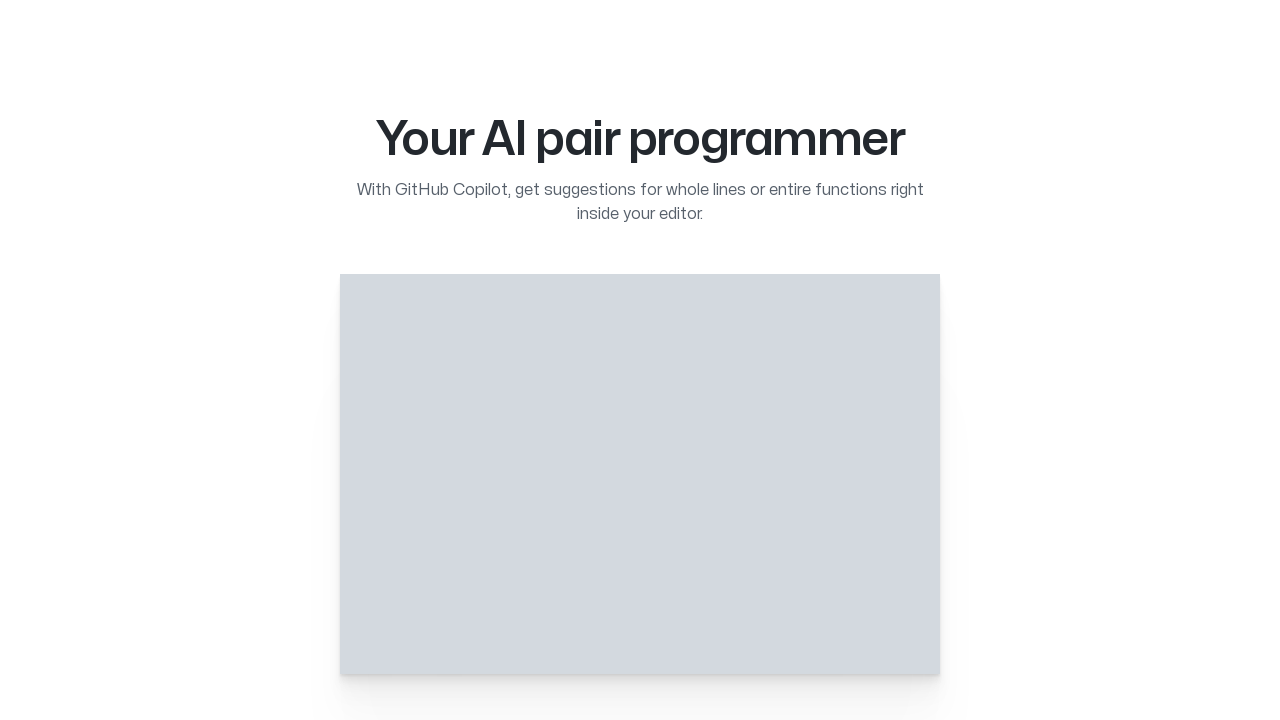 Your AI pair programmer
With GitHub Copilot, get suggestions for whole lines or entire functions right
inside your editor.